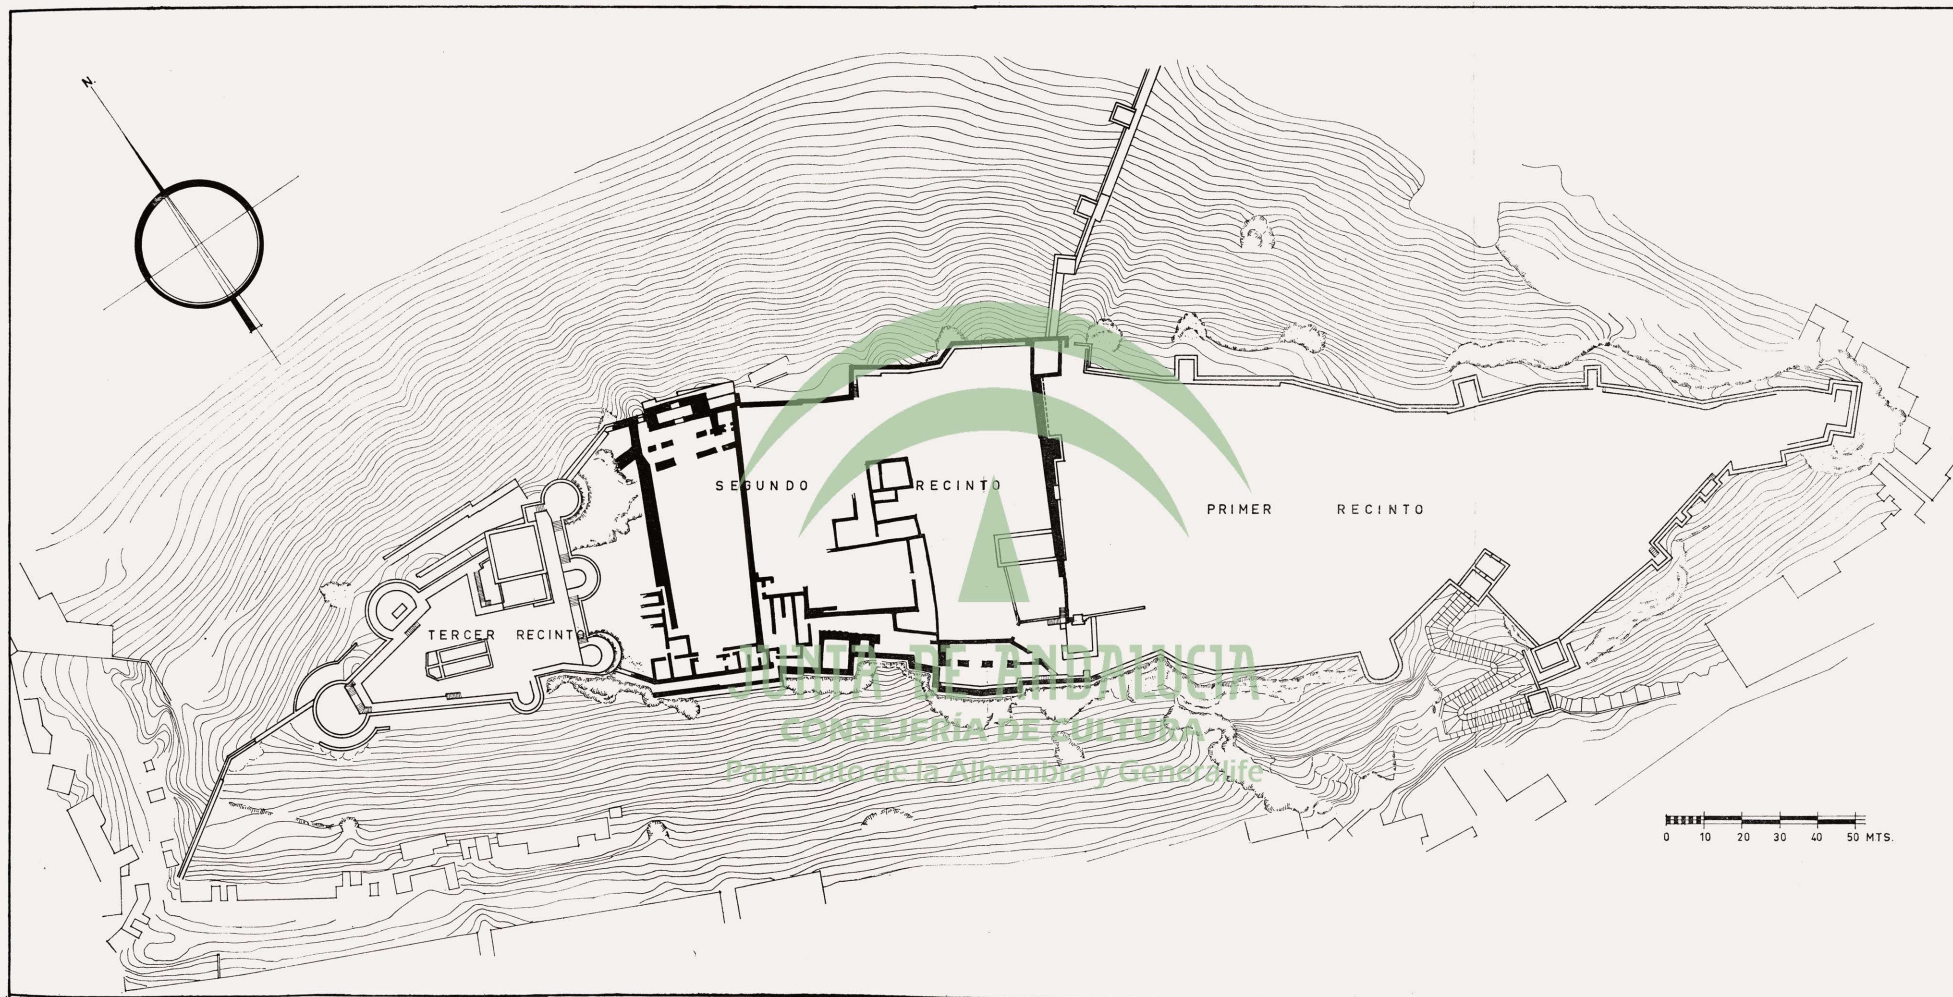 N.
SEGUNDO RECINTO
PRIMER RECINTO
TERCER RECINTO
JUNTA DE ANDALUCIA
CONSEJERÍA DE CULTURA
Patronato de la Alhambra y Generalife
0 10 20 30 40 50 MTS.